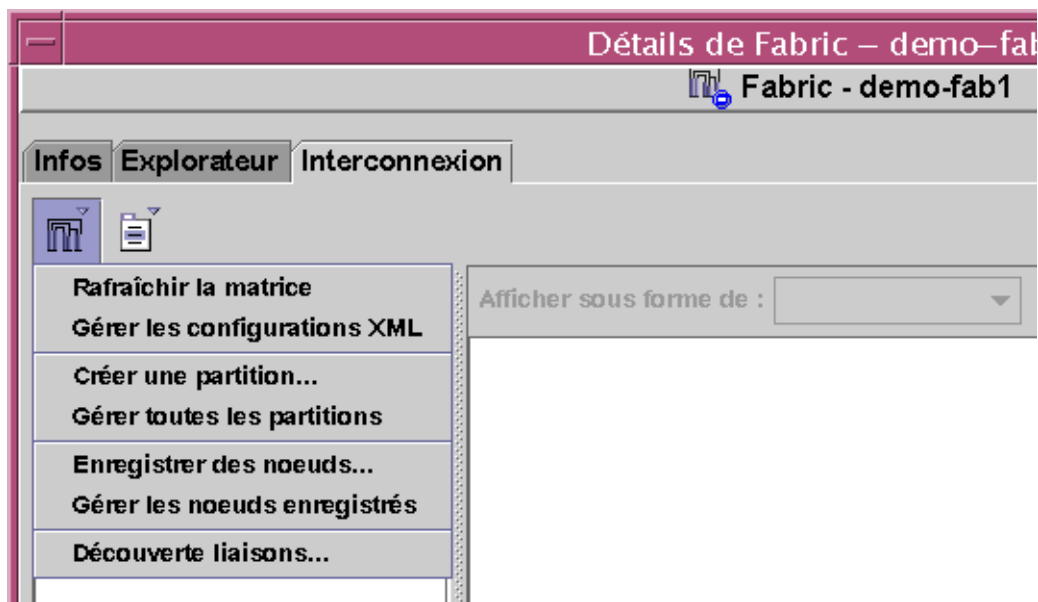 Détails de Fabric – demo–fab
Fabric - demo-fab1
Infos Explorateur Interconnexion
Rafraîchir la matrice
Gérer les configurations XML
Afficher sous forme de :
Créer une partition...
Gérer toutes les partitions
Enregistrer des noeuds...
Gérer les noeuds enregistrés
Découverte liaisons...